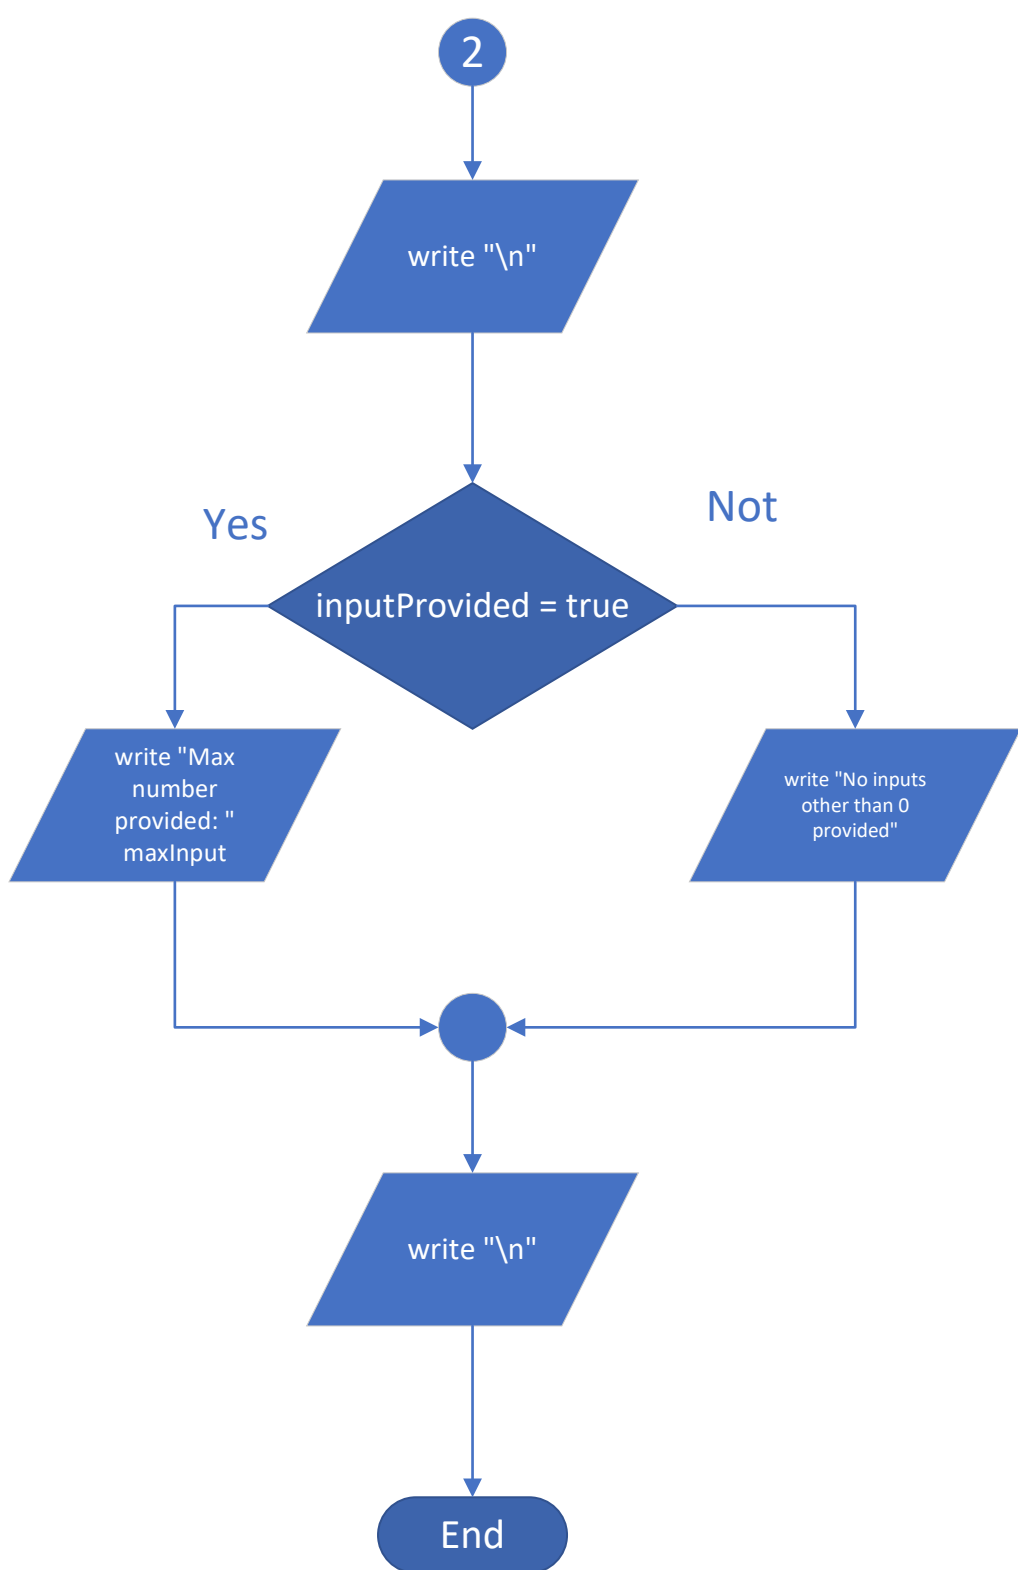 2
write "\n"
Yes
Not
inputProvided = true
write "Max
number
provided: "
maxInput
write "No inputs
other than 0
provided"
write "\n"
End